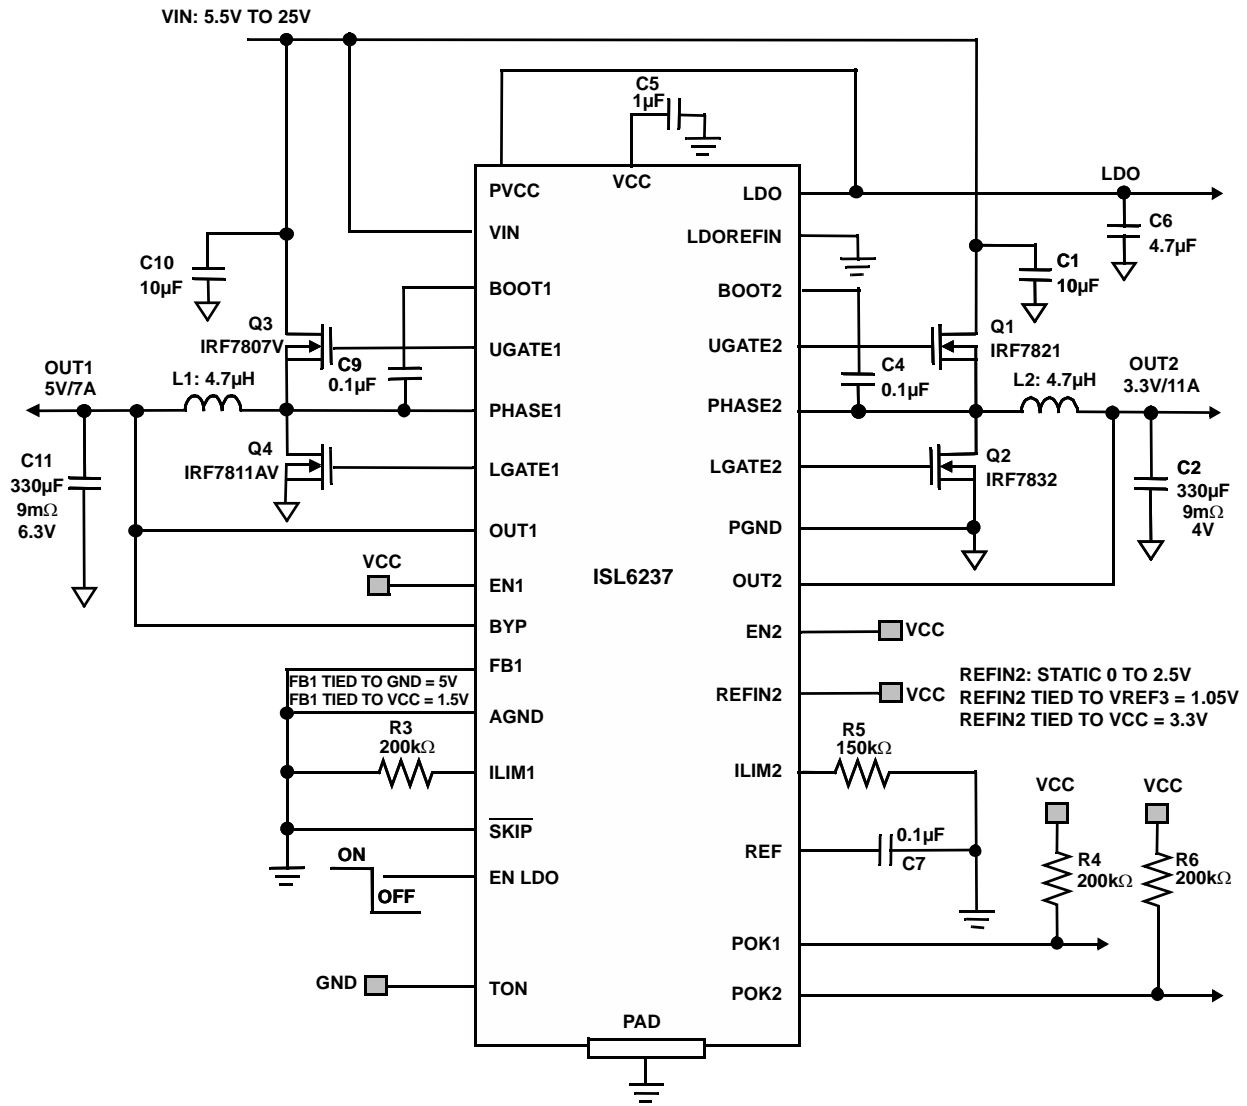 VIN: 5.5V TO 25V
C5
1µF
VCC
PVCC
VIN
BOOT1
UGATE1
PHASE1
LGATE1
OUT1
EN1
BYP
FB1
AGND
ILIM1
SKIP
EN LDO
TON
ISL6237
LDO
LDOREFIN
BOOT2
UGATE2
PHASE2
LGATE2
PGND
OUT2
EN2
REFIN2
ILIM2
REF
POK1
POK2
PAD
C10
10µF
Q3
IRF7807V
C9
0.1µF
OUT1
5V/7A
L1: 4.7µH
Q4
IRF7811AV
C11
330µF
9mΩ
6.3V
VCC
FB1 TIED TO GND = 5V
FB1 TIED TO VCC = 1.5V
R3
200kΩ
ON
OFF
GND
LDO
C6
4.7µF
C1
10µF
Q1
IRF7821
C4
0.1µF
L2: 4.7µH
OUT2
3.3V/11A
Q2
IRF7832
C2
330µF
9mΩ
4V
VCC
VCC
REFIN2: STATIC 0 TO 2.5V
REFIN2 TIED TO VREF3 = 1.05V
REFIN2 TIED TO VCC = 3.3V
R5
150kΩ
0.1µF
C7
VCC
VCC
R4
200kΩ
R6
200kΩ